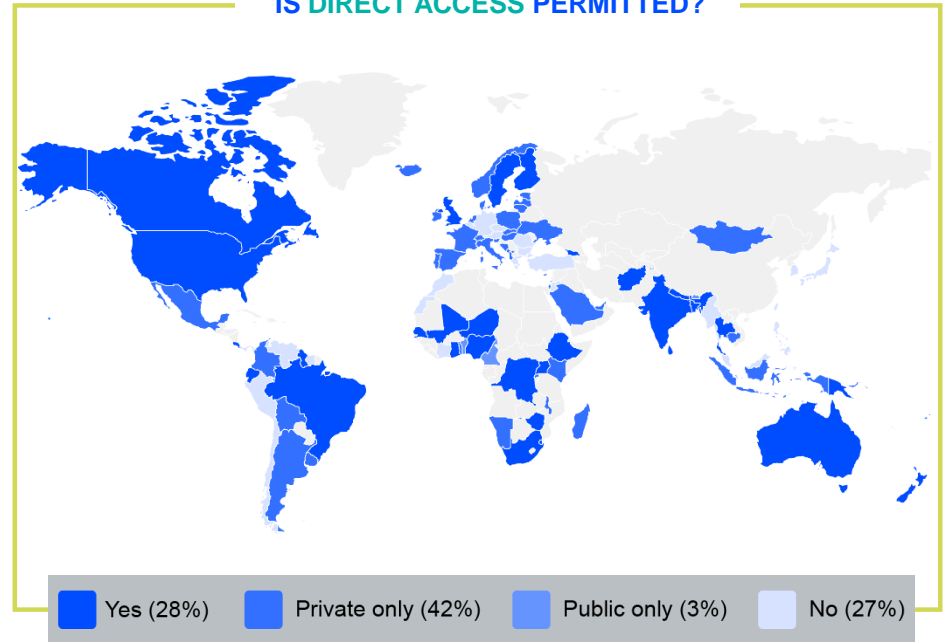 IS DIRECT ACCESS PERMITTED?
Yes (28%)
Private only (42%)
Public only (3%)
No (27%)